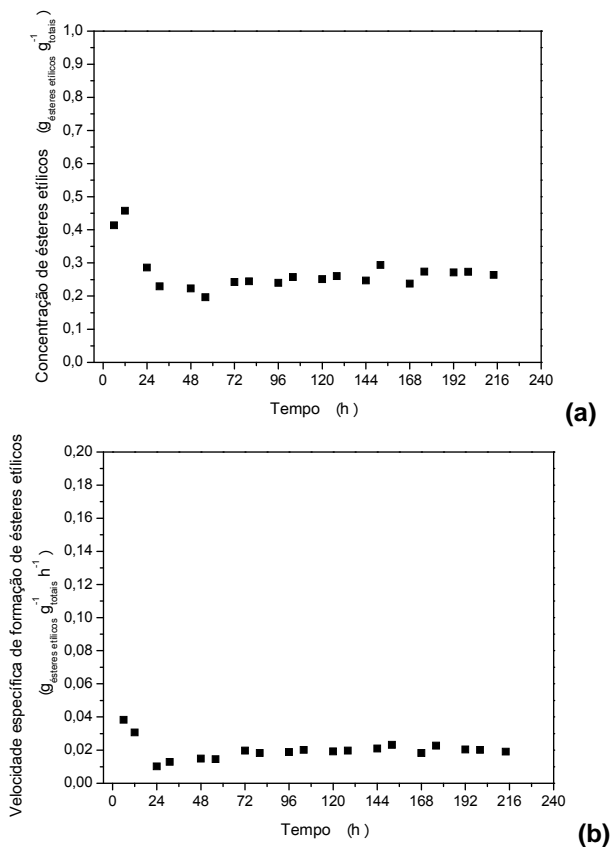 Concentração de ésteres etílicos (g ésteres etílicos g-1 totais)
1,0
0,9
0,8
0,7
0,6
0,5
0,4
0,3
0,2
0,1
0,0
0 24 48 72 96 120 144 168 192 216 240
Tempo (h)
(a)
Velocidade específica de formação de ésteres etílicos
(g ésteres etílicos g-1 totais h-1)
0,20
0,18
0,16
0,14
0,12
0,10
0,08
0,06
0,04
0,02
0,00
0 24 48 72 96 120 144 168 192 216 240
Tempo (h)
(b)